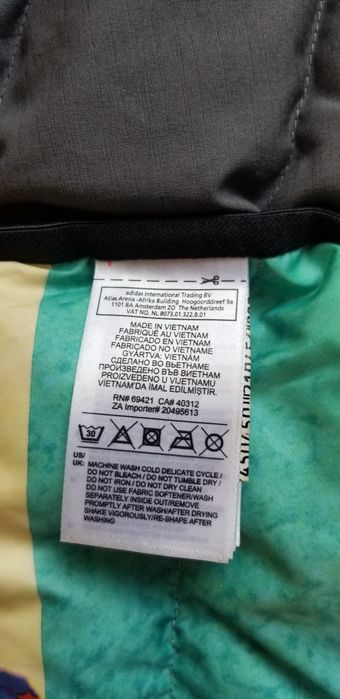 adidas International Trading BV
Atlas Arena -Afrika Building Hoogoorddreef 9a
1101 BA Amsterdam ZO The Netherlands
VAT NO. NL 8073.01.322.B.01
MADE IN VIETNAM
FABRIQUÉ AU VIETNAM
FABRICADO EN VIETNAM
FABRICADO NO VIETNAME
GYÁRTVA: VIETNAM
СДЕЛАНО ВО ВЬЕТНАМЕ
ПРОИЗВЕДЕНО ВЪВ ВИЕТНАМ
PROIZVEDENO U VIJETNAMU
VIETNAM'DA İMAL EDİLMİŞTİR.
RN# 69421 CA# 40312
ZA Importer# 20495613
30
US/
UK: MACHINE WASH COLD DELICATE CYCLE /
DO NOT BLEACH / DO NOT TUMBLE DRY /
DO NOT IRON / DO NOT DRY CLEAN
DO NOT USE FABRIC SOFTENER/WASH
SEPARATELY INSIDE OUT/REMOVE
PROMPTLY AFTER WASH/AFTER DRYING
SHAKE VIGOROUSLY/RE-SHAPE AFTER
WASHING